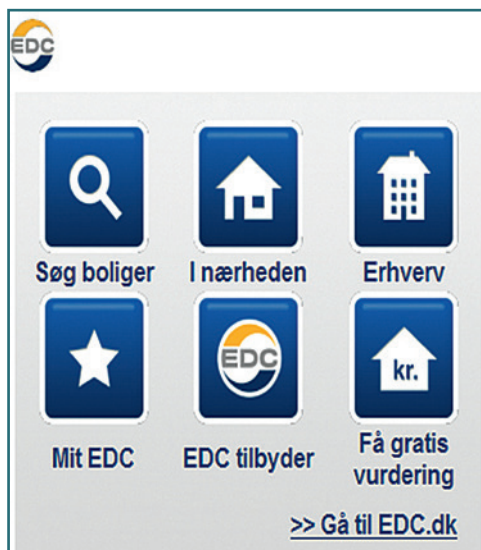 EDC
Søg boliger
I nærheden
Erhverv
EDC
kr.
Mit EDC
EDC tilbyder
Få gratis
vurdering
>> Gå til EDC.dk